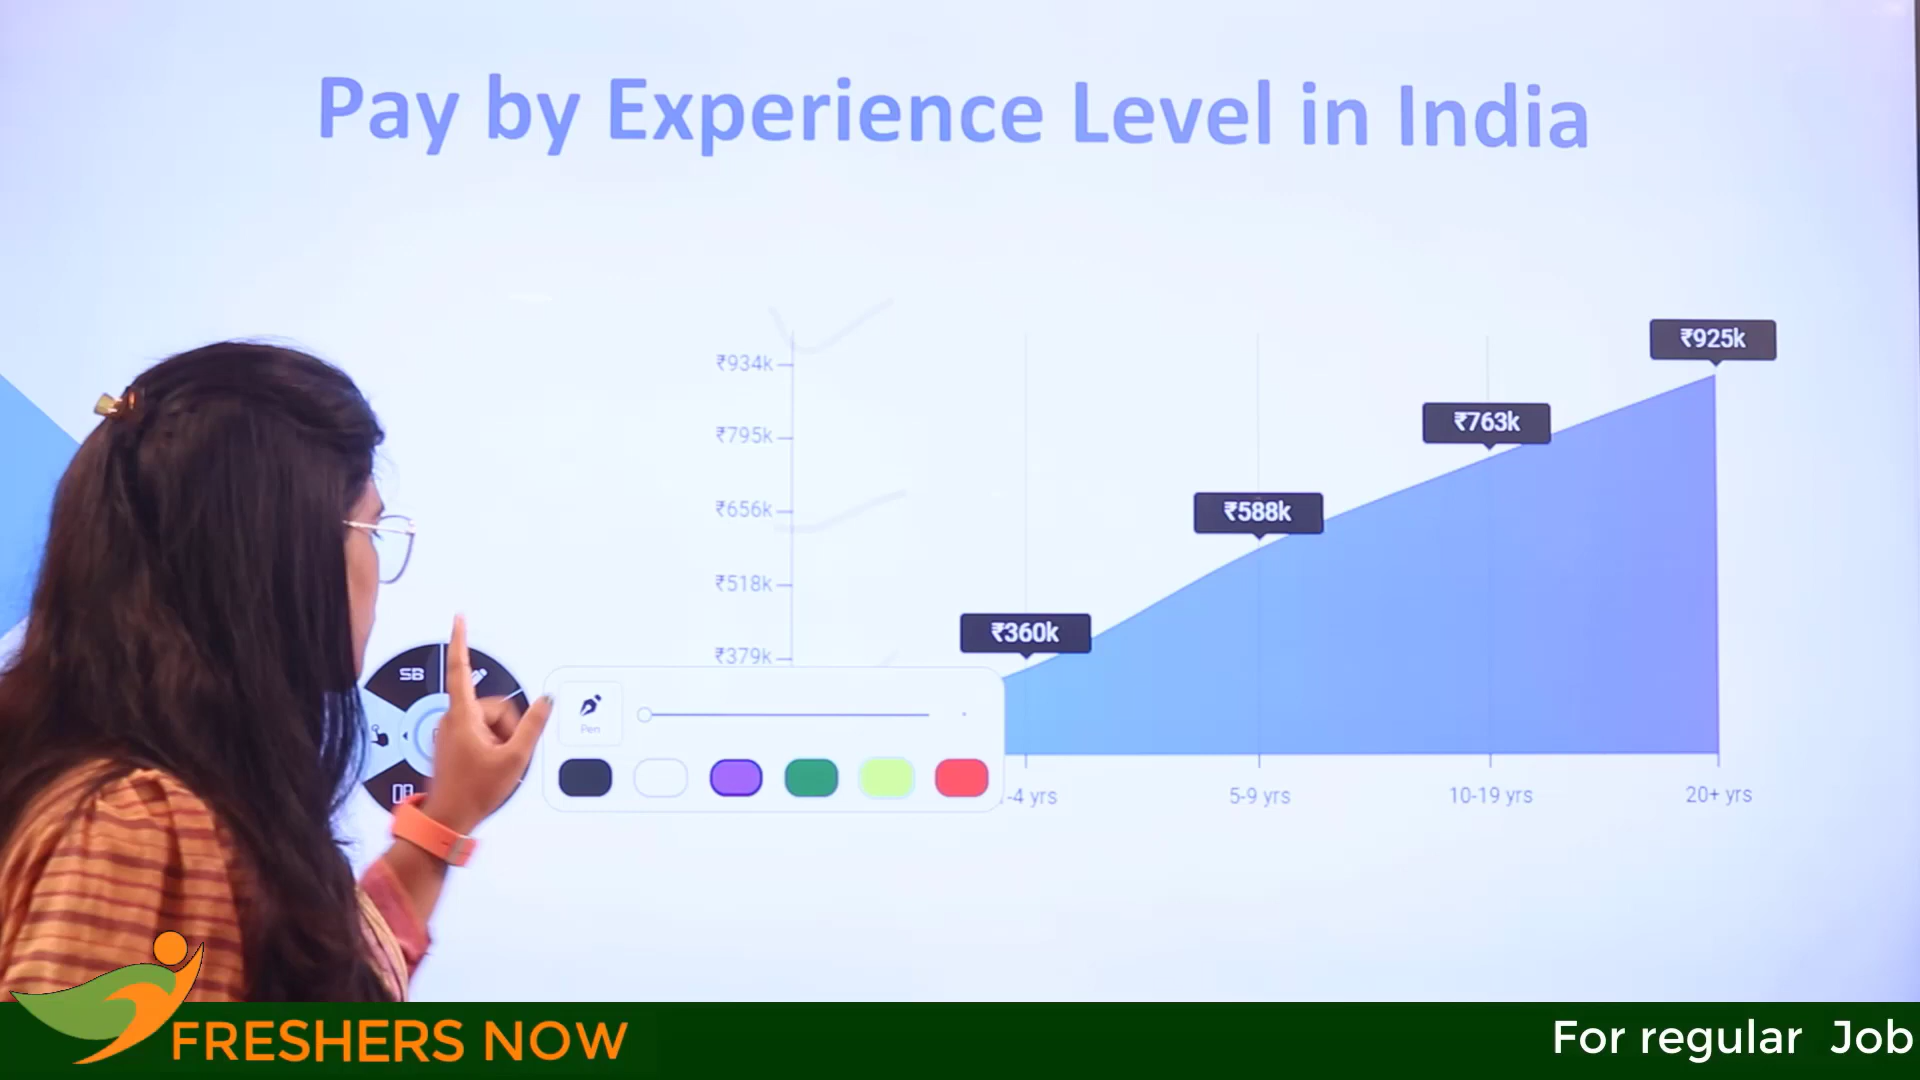 Pay by Experience Level in India
₹925k
₹934k
₹763k
₹795k
₹588k
₹656k
₹518k
₹360k
₹379k
SB
Pen
-4 yrs
5-9 yrs
10-19 yrs
20+ yrs
FRESHERS NOW
For regular Job